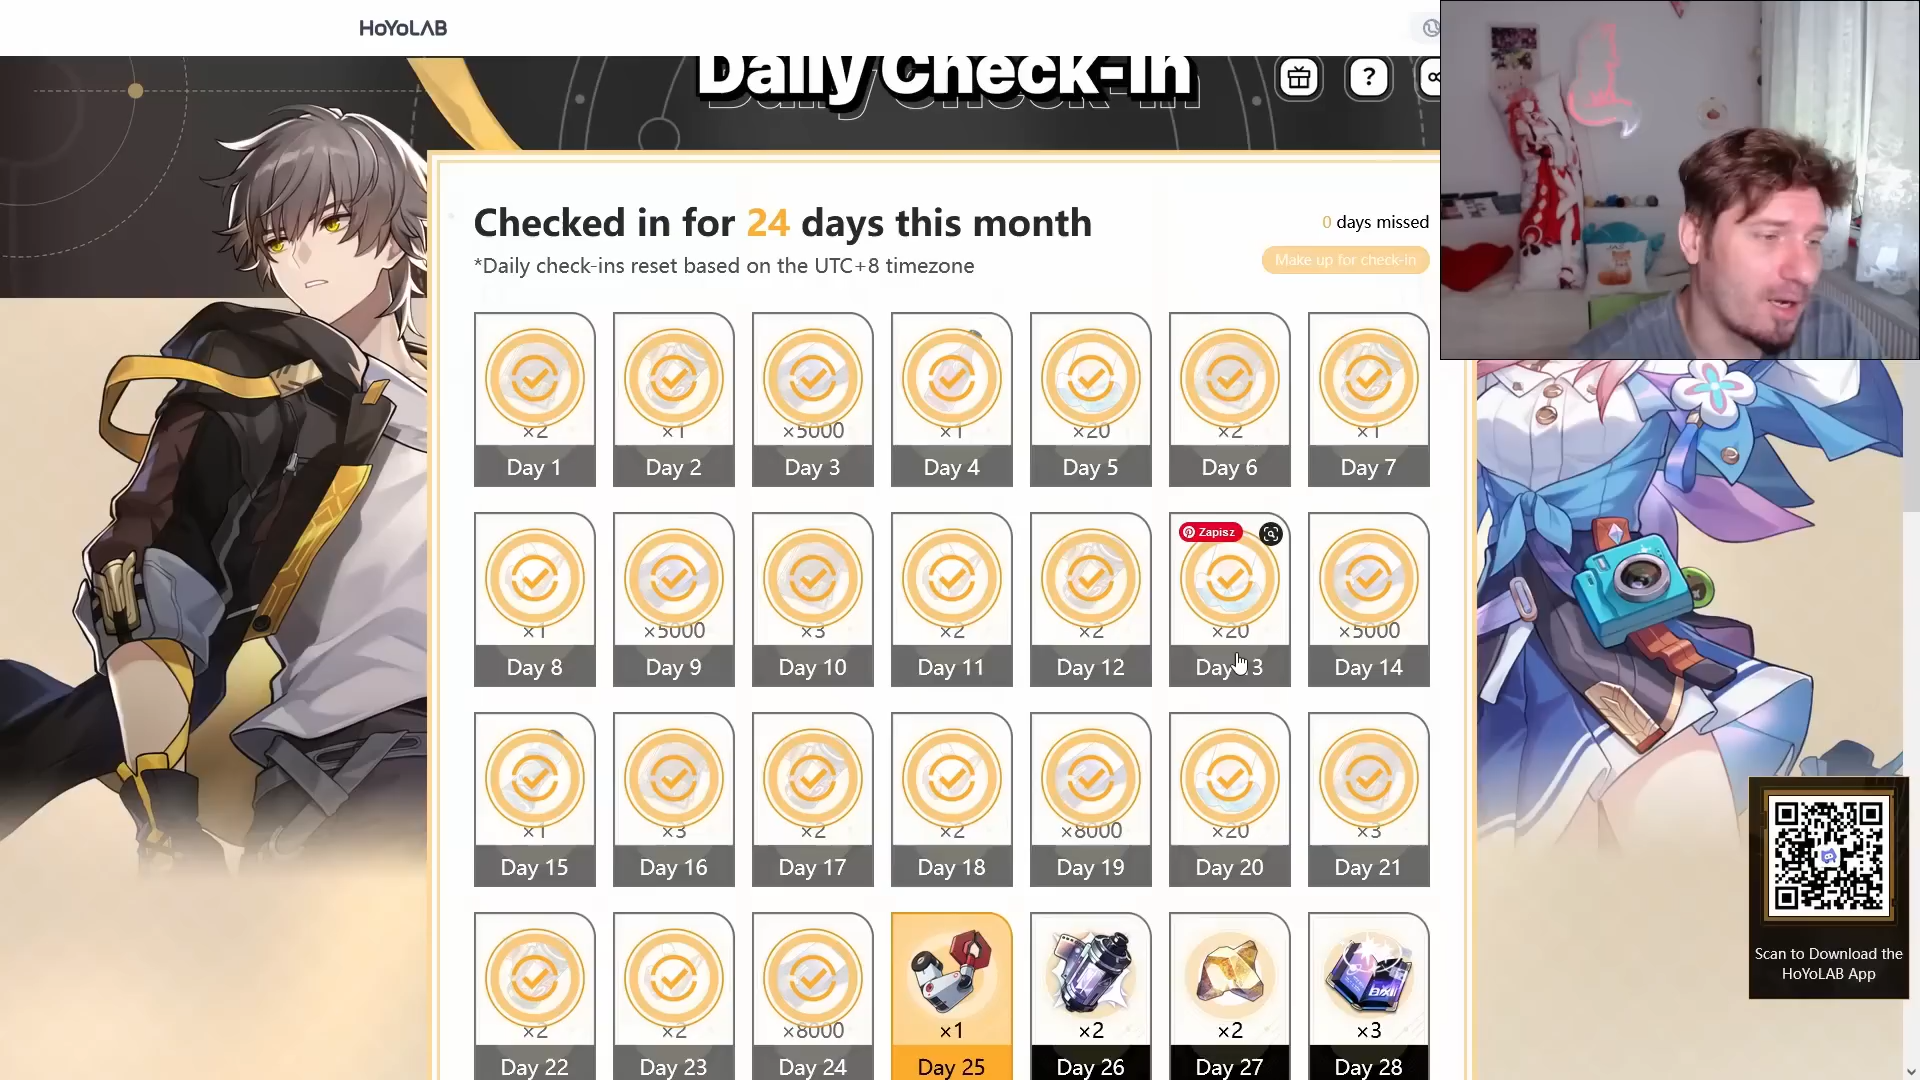 HoYoLAB
Daily Check-In
?
Checked in for 24 days this month
0 days missed
*Daily check-ins reset based on the UTC+8 timezone
Make up for check-in
×2
×1
×5000
×1
×20
×2
×1
Day 1
Day 2
Day 3
Day 4
Day 5
Day 6
Day 7
Zapisz
×1
×5000
×3
×2
×2
×20
×5000
Day 8
Day 9
Day 10
Day 11
Day 12
Day 3
Day 14
×1
×3
×2
×2
×8000
×20
×3
Day 15
Day 16
Day 17
Day 18
Day 19
Day 20
Day 21
×2
×2
×8000
×1
×2
×2
×3
Day 22
Day 23
Day 24
Day 25
Day 26
Day 27
Day 28
Scan to Download the
HoYoLAB App